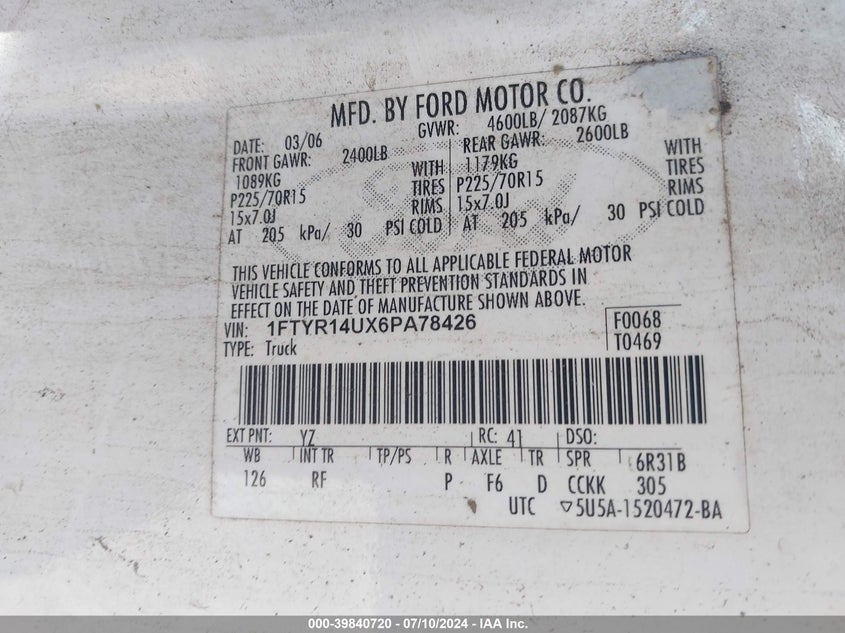 MFD. BY FORD MOTOR CO.
DATE: 03/06 GVWR: 4600LB/ 2087KG
FRONT GAWR: 2400LB REAR GAWR: 2600LB
1089KG WITH 1179KG WITH
P225/70R15 TIRES P225/70R15 TIRES
15x7.0J RIMS 15x7.0J RIMS
AT 205 kPa/ 30 PSI COLD AT 205 kPa/ 30 PSI COLD
THIS VEHICLE CONFORMS TO ALL APPLICABLE FEDERAL MOTOR
VEHICLE SAFETY AND THEFT PREVENTION STANDARDS IN
EFFECT ON THE DATE OF MANUFACTURE SHOWN ABOVE.
VIN: 1FTYR14UX6PA78426 F0068
TYPE: Truck T0469
EXT PNT: YZ RC: 41 DSO:
WB INT TR TP/PS R AXLE TR SPR 6R31B
126 RF P F6 D CCKK 305
UTC ▽5U5A-1520472-BA
000-39840720 - 07/10/2024 - IAA Inc.